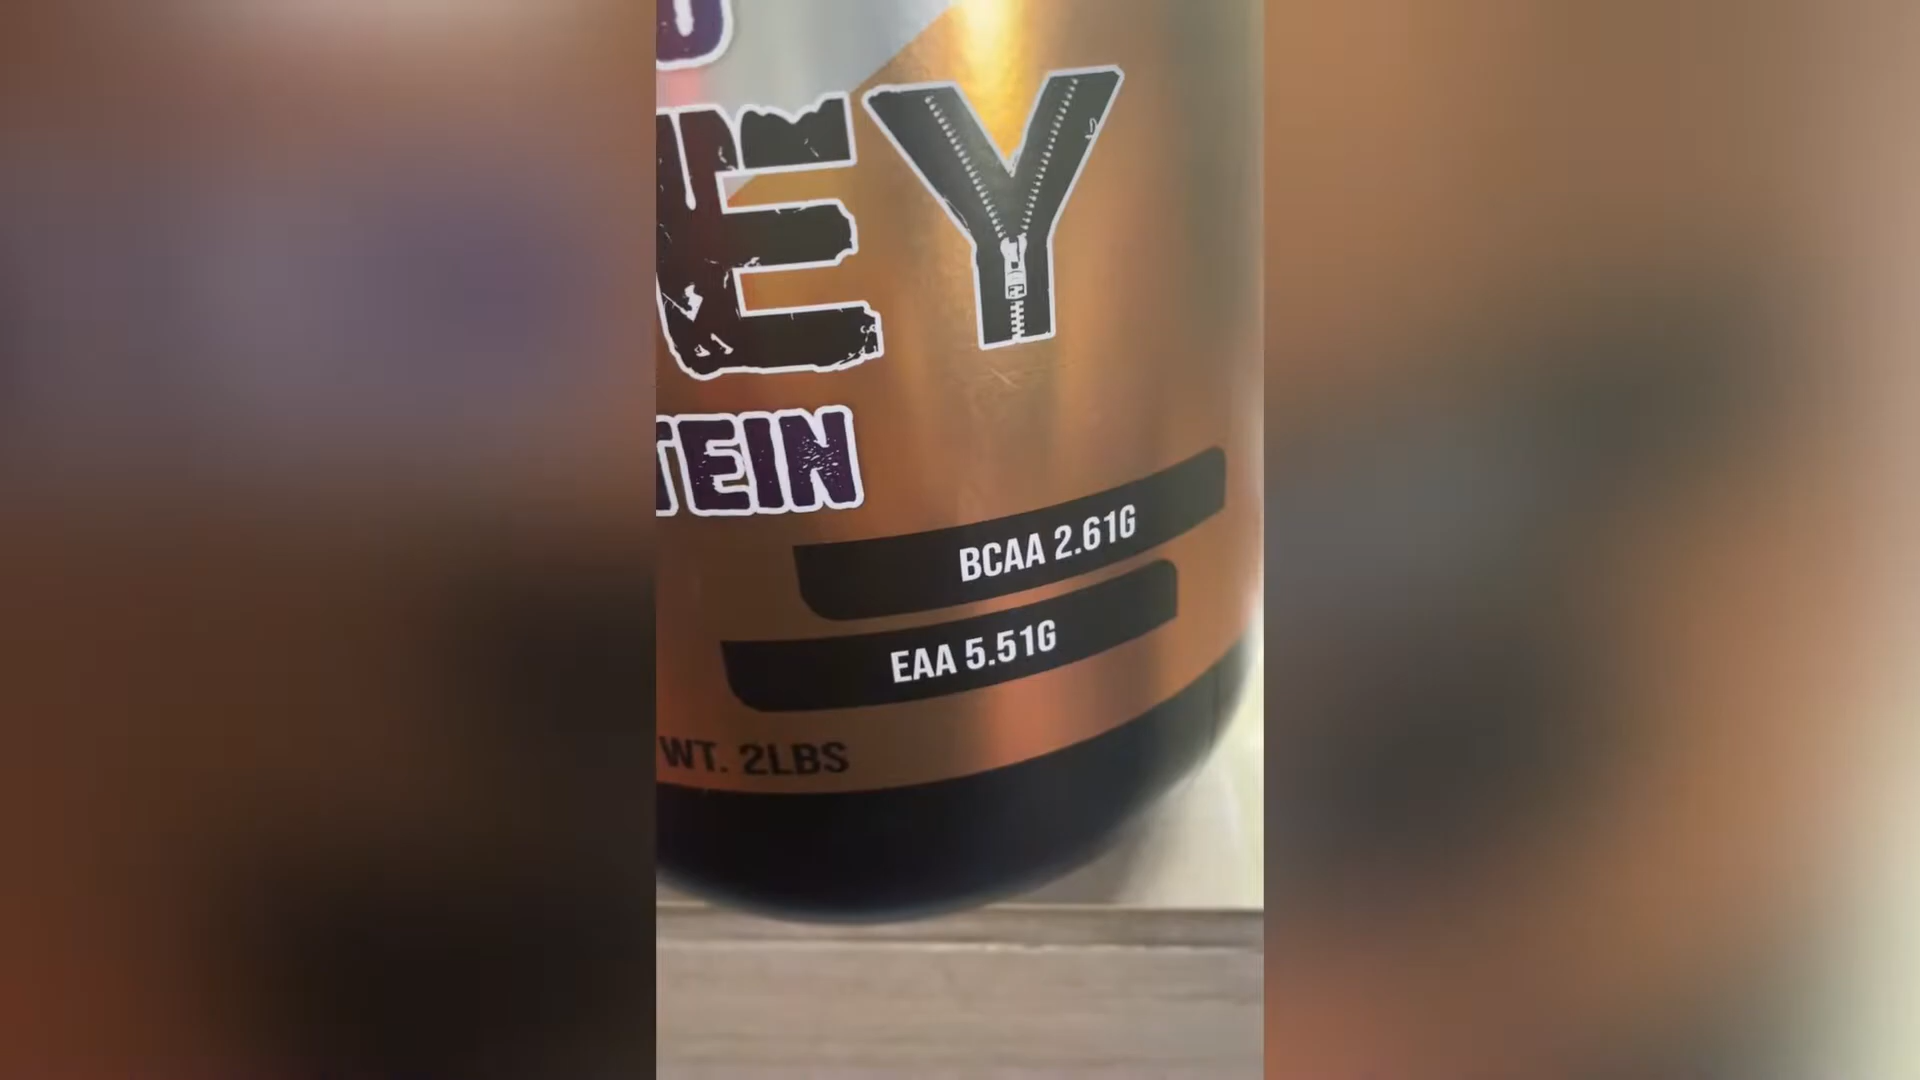 EY
TEIN
BCAA 2.61G
EAA 5.51G
WT. 2LBS